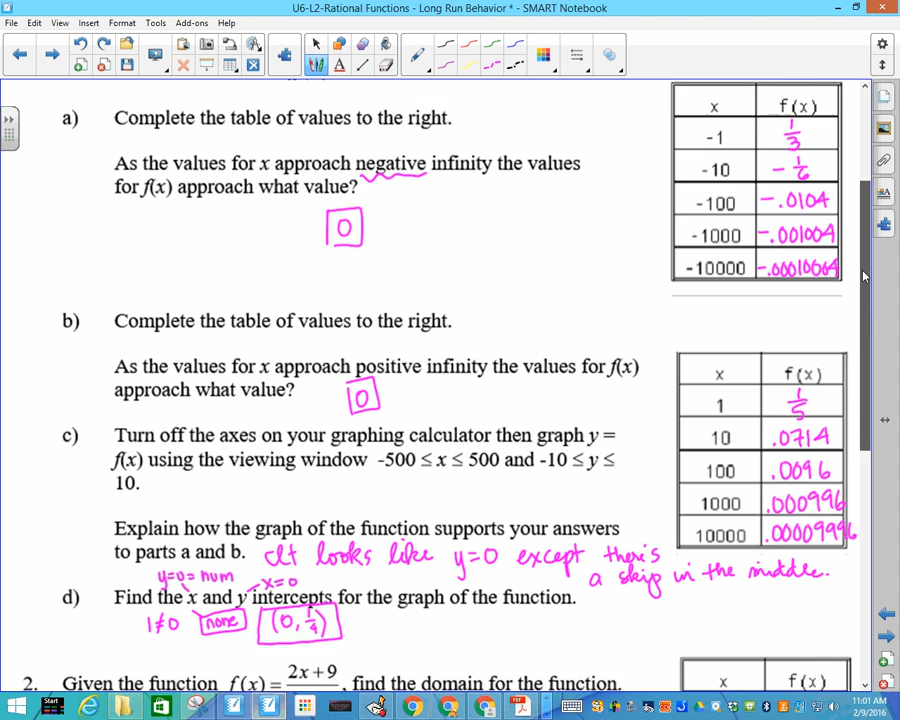 U6-L2-Rational Functions - Long Run Behavior * - SMART Notebook
File Edit View Insert Format Tools Add-ons Help
a) Complete the table of values to the right.
As the values for x approach negative infinity the values
for f(x) approach what value?
0
x f(x)
-1 1/3
-10 -1/6
-100 -.0104
-1000 -.001004
-10000 -.00010004
b) Complete the table of values to the right.
As the values for x approach positive infinity the values for f(x)
approach what value?
0
x f(x)
1 1/5
10 .0714
100 .0096
1000 .000996
10000 .00009996
c) Turn off the axes on your graphing calculator then graph y =
f(x) using the viewing window -500 ≤ x ≤ 500 and -10 ≤ y ≤
10.
Explain how the graph of the function supports your answers
to parts a and b. It looks like y=0 except there's
a skip in the middle.
y=0=num x=0
d) Find the x and y intercepts for the graph of the function.
1≠0 none (0, 1/4)
2. Given the function f(x) = 2x+9 , find the domain for the function.
x f(x)
Start
11:01 AM
2/9/2016